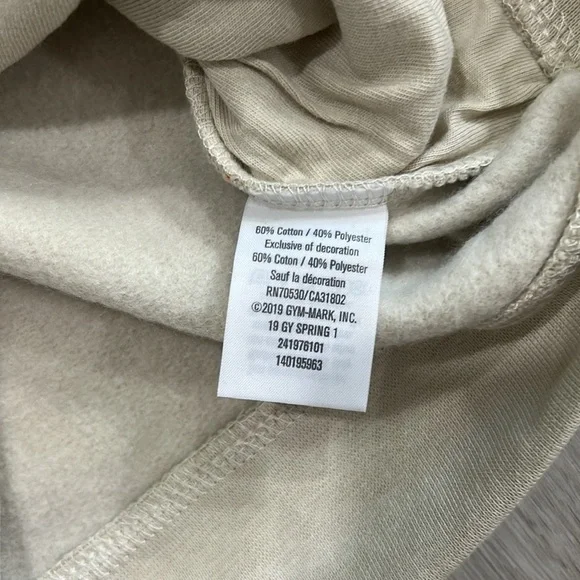 60% Cotton / 40% Polyester
Exclusive of decoration
60% Coton / 40% Polyester
Sauf la décoration
RN70530/CA31802
©2019 GYM-MARK, INC.
19 GY SPRING 1
241976101
140195963